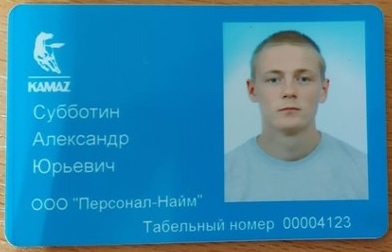 KAMAZ
Субботин
Александр
Юрьевич
ООО "Персонал-Найм"
Табельный номер 00004123